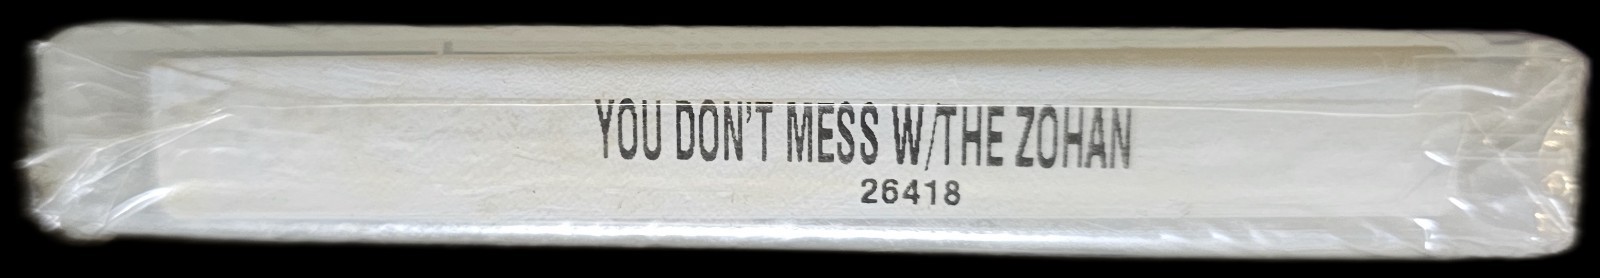 YOU DON'T MESS W/THE ZOHAN
26418